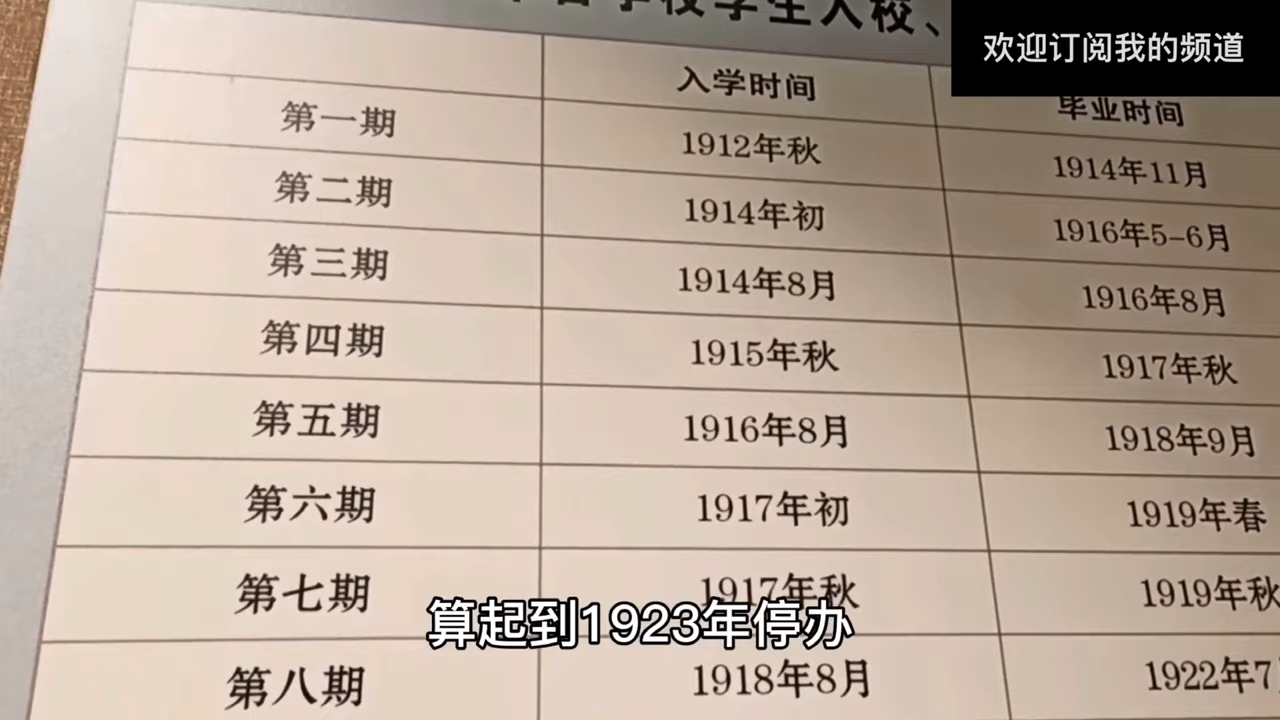 学校学生入校、
欢迎订阅我的频道
入学时间 毕业时间
第一期 1912年秋 1914年11月
第二期 1914年初 1916年5-6月
第三期 1914年8月 1916年8月
第四期 1915年秋 1917年秋
第五期 1916年8月 1918年9月
第六期 1917年初 1919年春
第七期 1917年秋 1919年秋
算起到1923年停办
第八期 1918年8月 1922年7